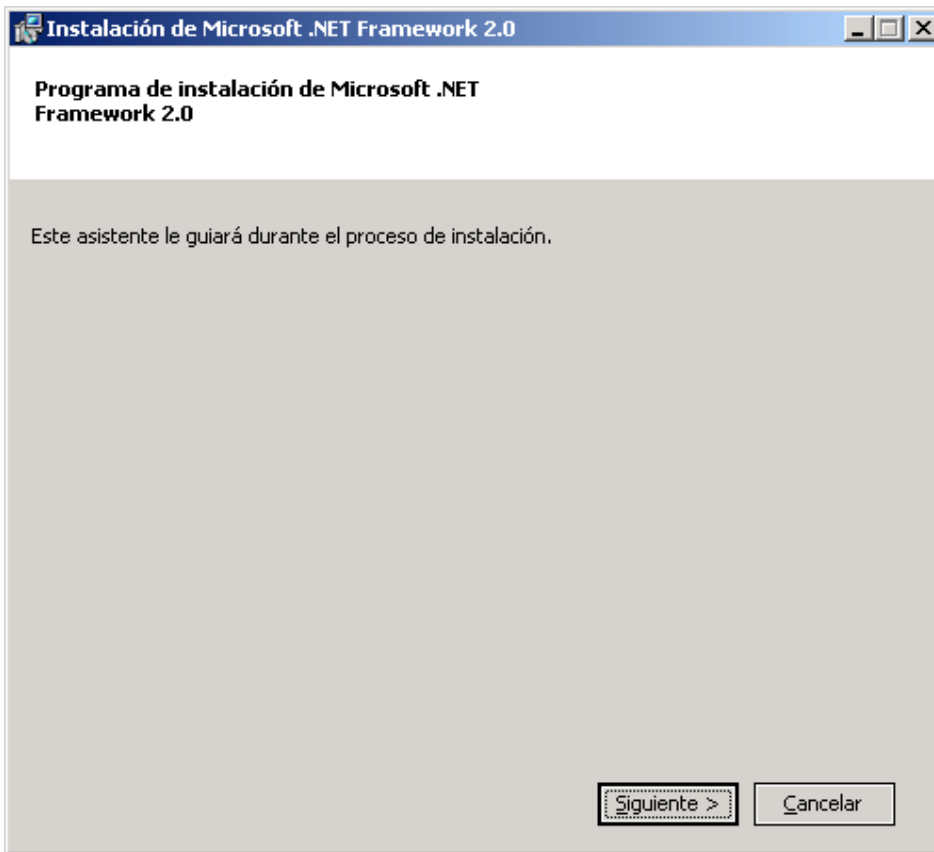 Instalación de Microsoft .NET Framework 2.0
Programa de instalación de Microsoft .NET
Framework 2.0
Este asistente le guiará durante el proceso de instalación.
Siguiente >
Cancelar